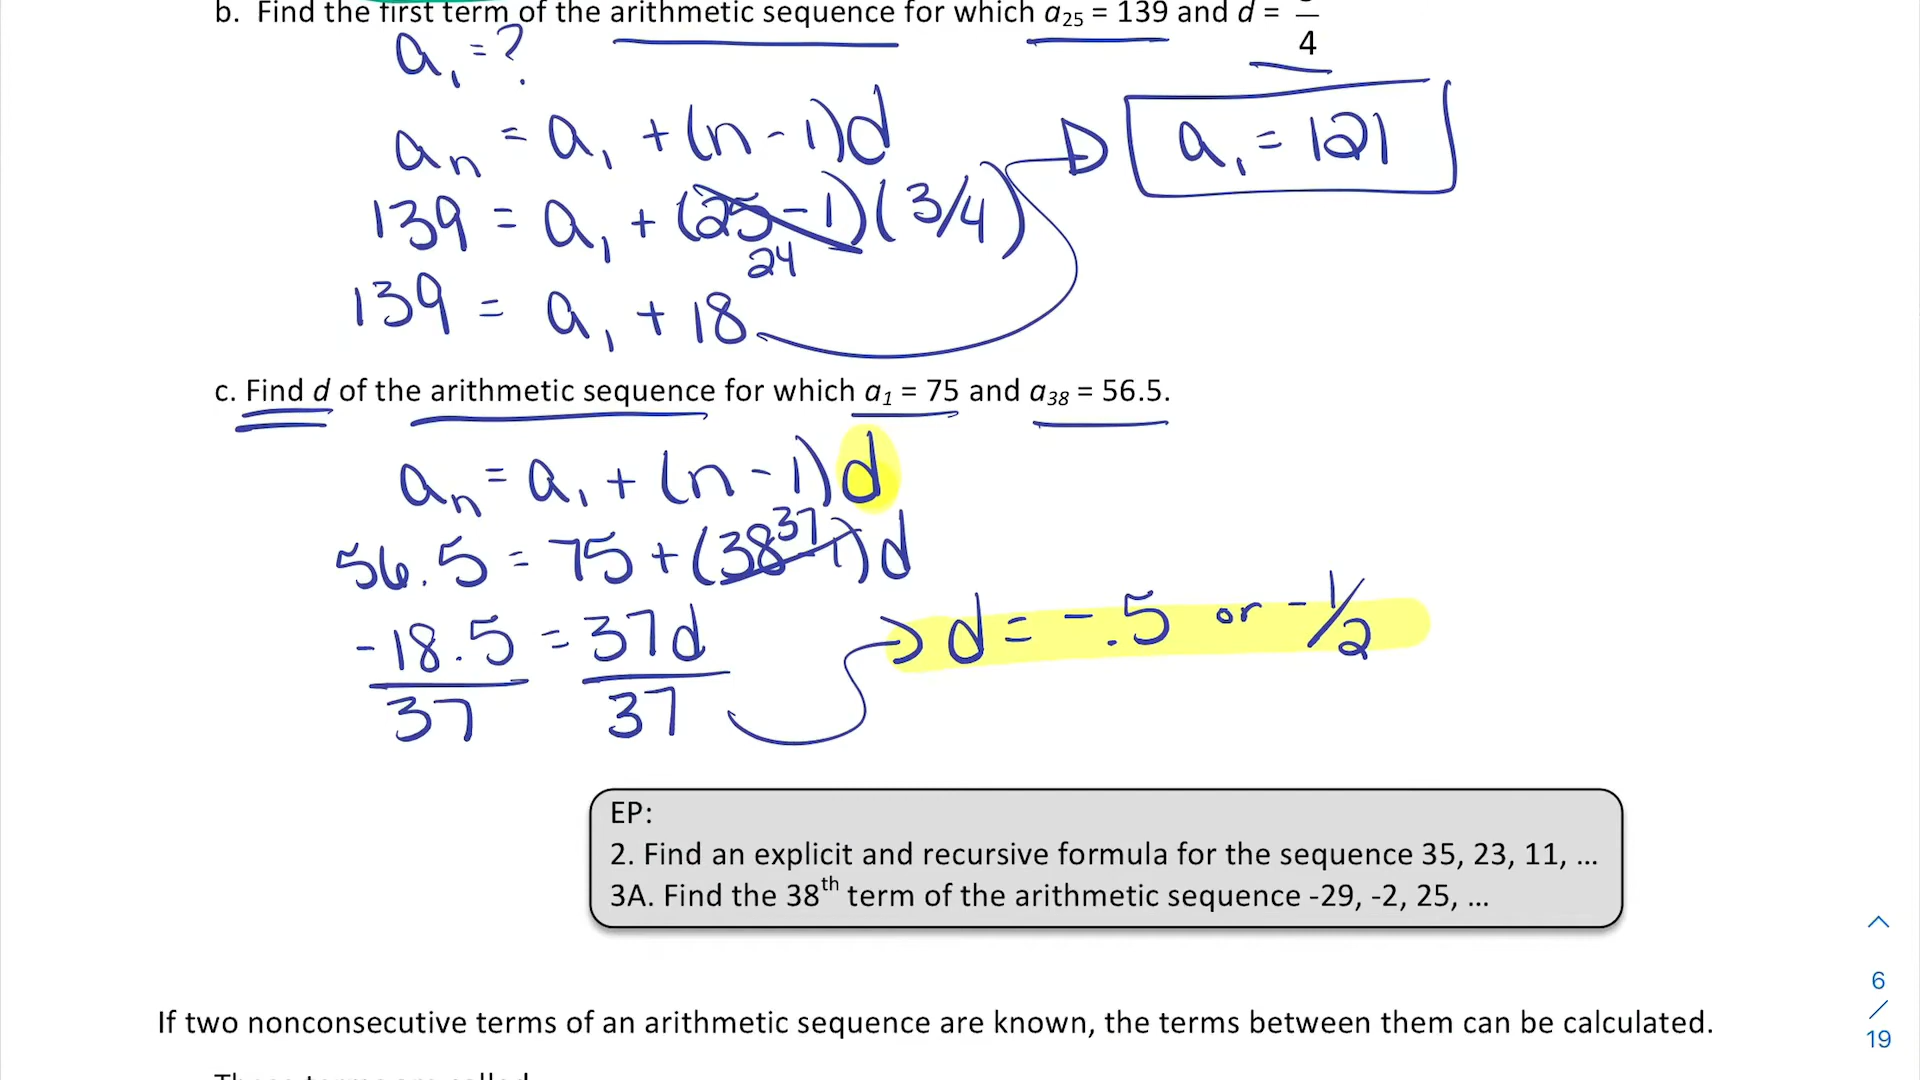 b. Find the first term of the arithmetic sequence for which a25 = 139 and d = /4
a1 = ?
an = a1 + (n - 1)d
139 = a1 + (25 - 1)(3/4)
24
139 = a1 + 18
a1 = 121
c. Find d of the arithmetic sequence for which a1 = 75 and a38 = 56.5.
an = a1 + (n - 1)d
56.5 = 75 + (38 - 1)d
37
-18.5 = 37d
37 37
d = -.5 or -1/2
EP:
2. Find an explicit and recursive formula for the sequence 35, 23, 11, ...
3A. Find the 38th term of the arithmetic sequence -29, -2, 25, ...
If two nonconsecutive terms of an arithmetic sequence are known, the terms between them can be calculated.
6
/
19